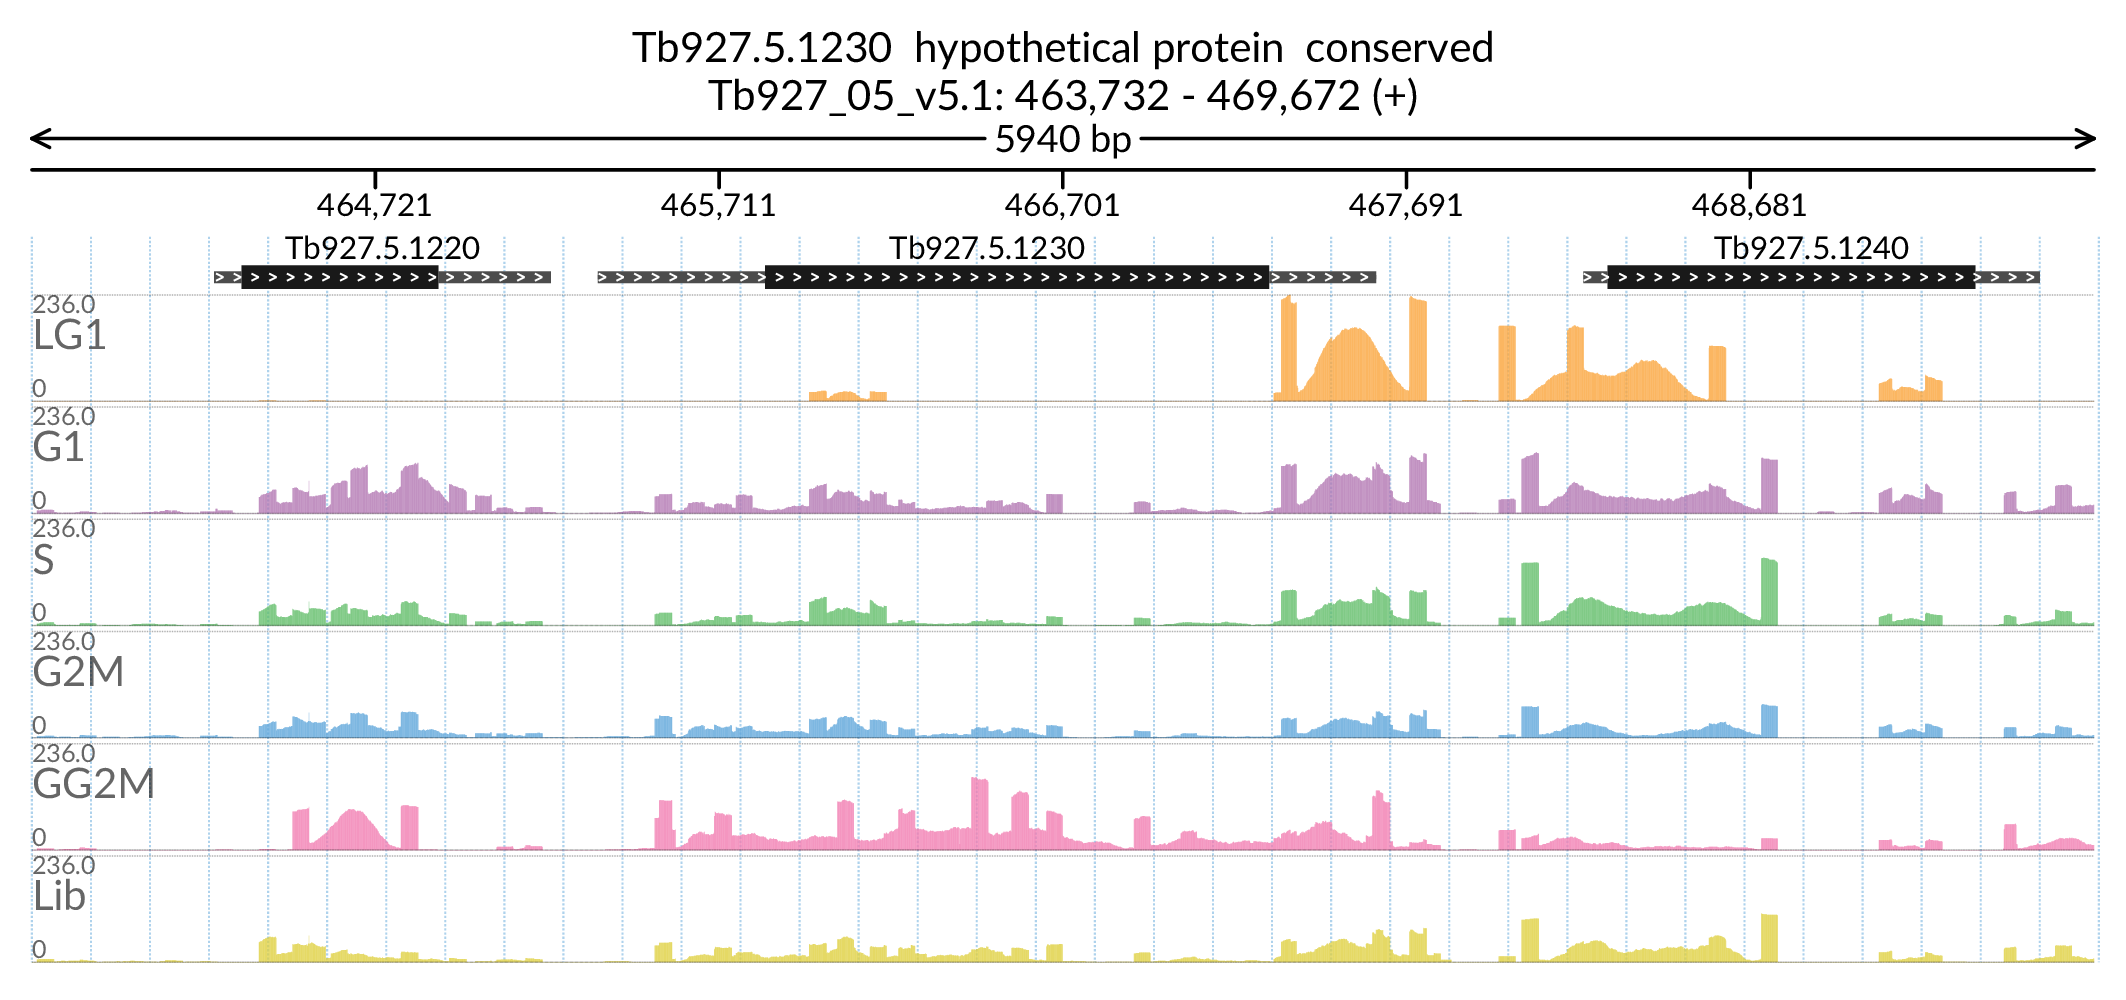 Tb927.5.1230 hypothetical protein conserved
Tb927_05_v5.1: 463,732 - 469,672 (+)
5940 bp
464,721 465,711 466,701 467,691 468,681
Tb927.5.1220 Tb927.5.1230 Tb927.5.1240
236.0
LG1
0
236.0
G1
0
236.0
S
0
236.0
G2M
0
236.0
GG2M
0
236.0
Lib
0